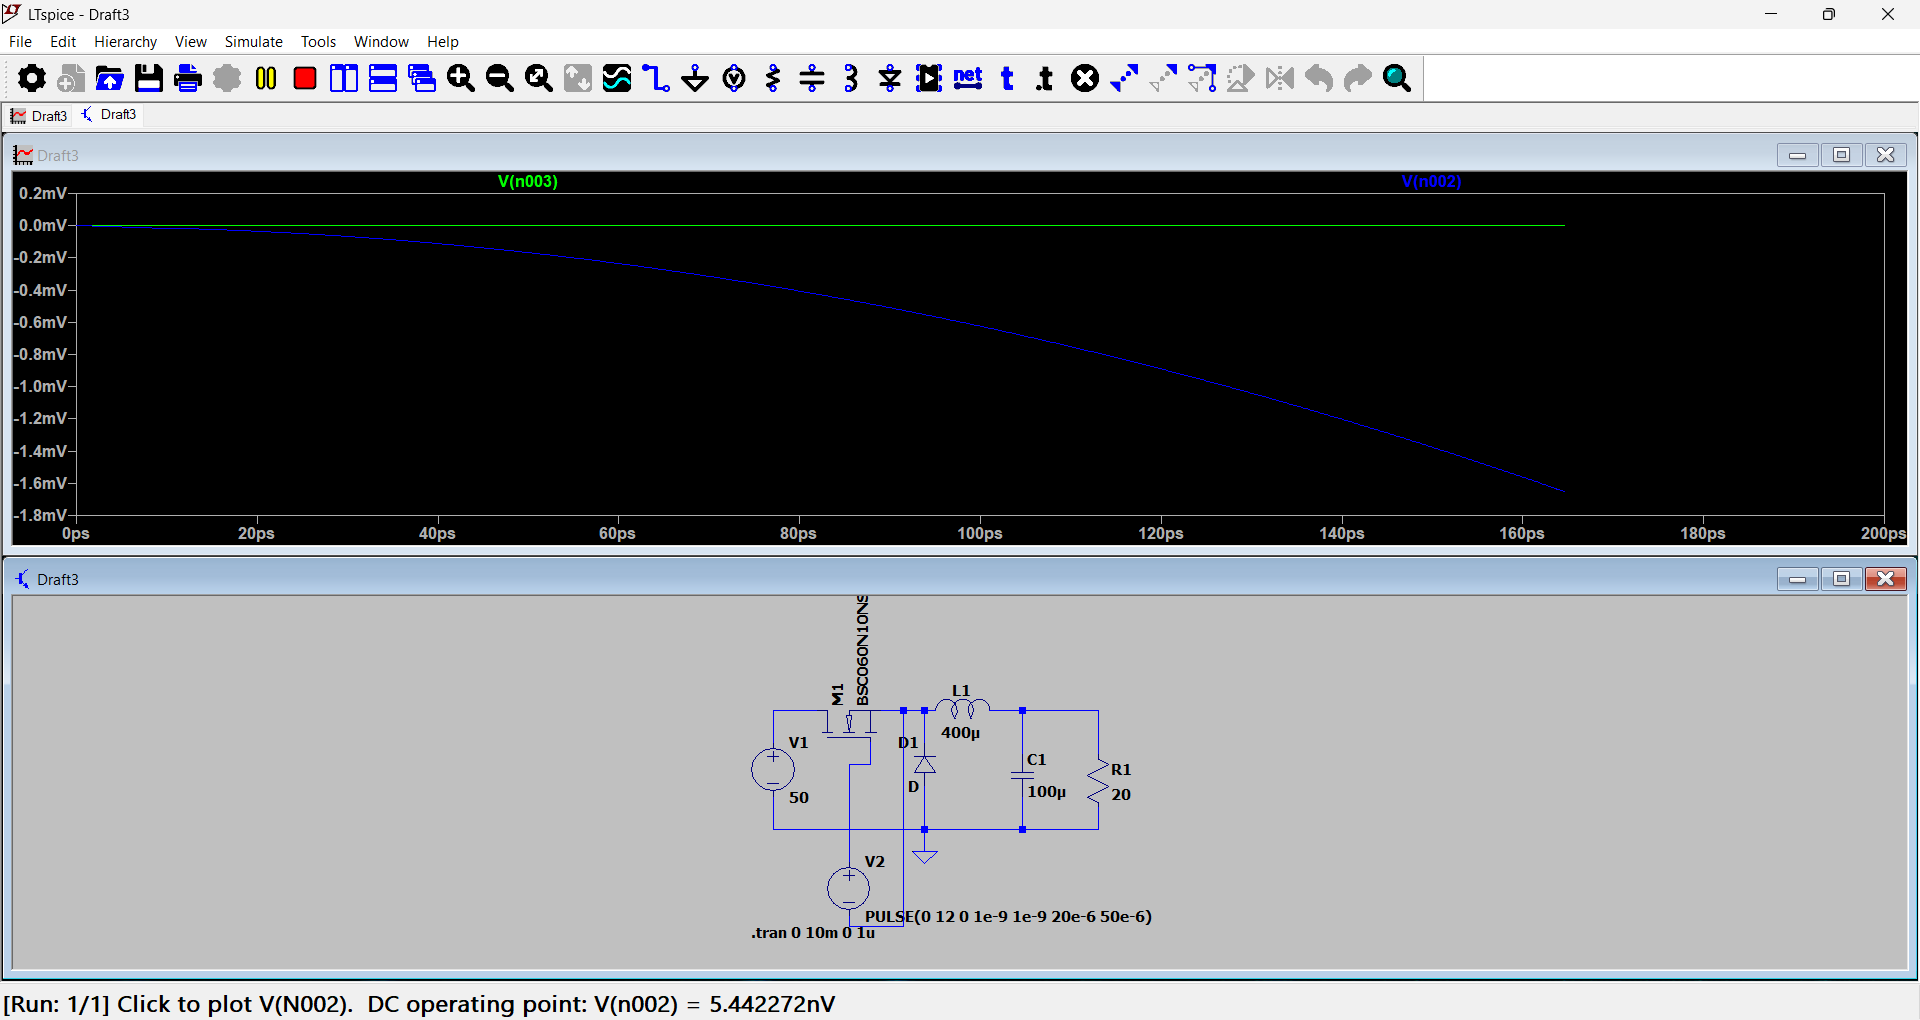 LTspice - Draft3
File Edit Hierarchy View Simulate Tools Window Help
net t .t
Draft3 Draft3
Draft3
V(n003) V(n002)
0.2mV
0.0mV
-0.2mV
-0.4mV
-0.6mV
-0.8mV
-1.0mV
-1.2mV
-1.4mV
-1.6mV
-1.8mV
0ps 20ps 40ps 60ps 80ps 100ps 120ps 140ps 160ps 180ps 200ps
Draft3
M1
BSC060N10NS
L1
400µ
V1
50
D1
D
C1
100µ
R1
20
V2
PULSE(0 12 0 1e-9 1e-9 20e-6 50e-6)
.tran 0 10m 0 1u
[Run: 1/1] Click to plot V(N002). DC operating point: V(n002) = 5.442272nV